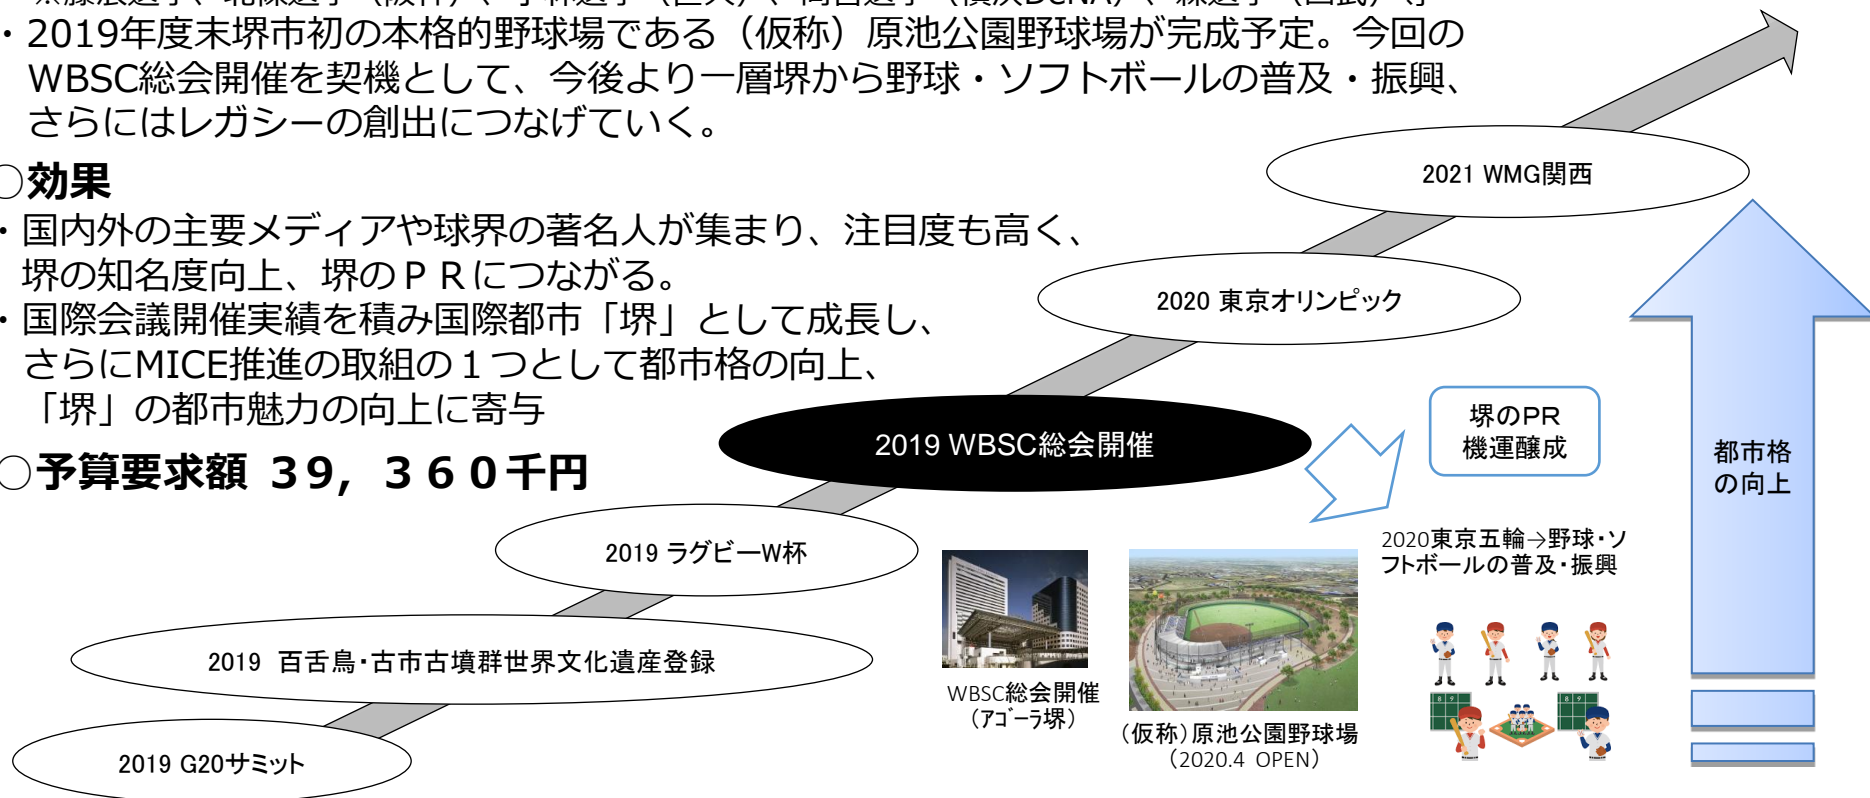 ・2019年度末堺市初の本格的野球場である（仮称）原池公園野球場が完成予定。今回の
WBSC総会開催を契機として、今後より一層堺から野球・ソフトボールの普及・振興、
さらにはレガシーの創出につなげていく。
○効果
・国内外の主要メディアや球界の著名人が集まり、注目度も高く、
堺の知名度向上、堺のＰＲにつながる。
・国際会議開催実績を積み国際都市「堺」として成長し、
さらにMICE推進の取組の１つとして都市格の向上、
「堺」の都市魅力の向上に寄与
○予算要求額 39，３６０千円
2021 WMG関西
2020 東京オリンピック
2019 WBSC総会開催
2019 ラグビーW杯
2019 百舌鳥・古市古墳群世界文化遺産登録
2019 G20サミット
堺のPR
機運醸成
都市格
の向上
2020東京五輪→野球・ソ
フトボールの普及・振興
WBSC総会開催
（アゴーラ堺）
（仮称）原池公園野球場
（2020.4 OPEN）